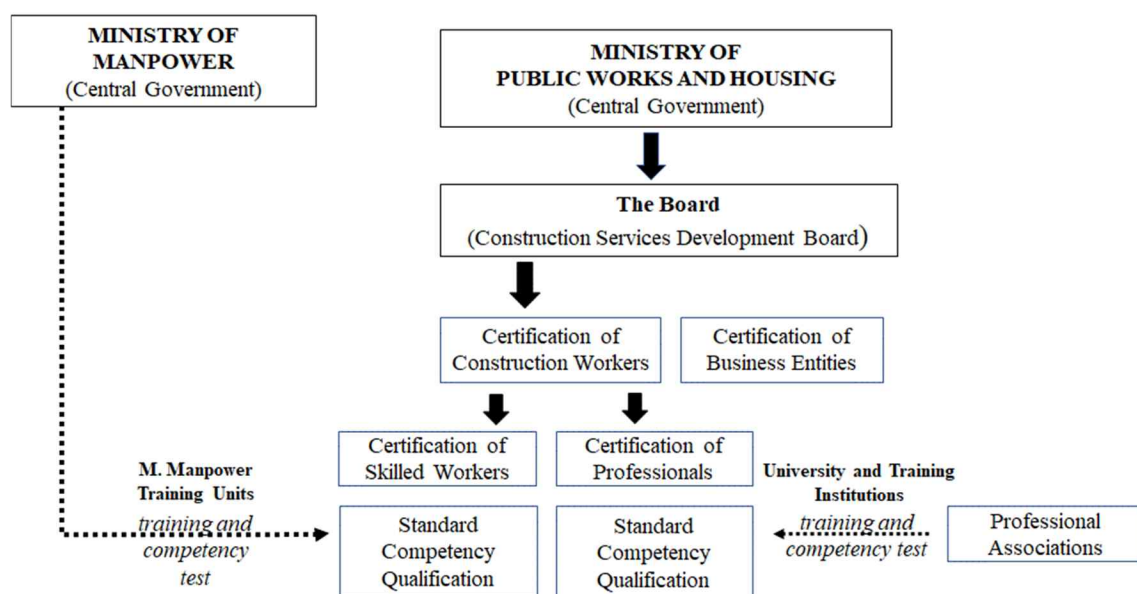 MINISTRY OF
MANPOWER
(Central Government)
MINISTRY OF
PUBLIC WORKS AND HOUSING
(Central Government)
The Board
(Construction Services Development Board)
Certification of
Construction Workers
Certification of
Business Entities
Certification of
Skilled Workers
Certification of
Professionals
M. Manpower
Training Units
training and
competency
test
Standard
Competency
Qualification
Standard
Competency
Qualification
University and Training
Institutions
training and
competency test
Professional
Associations